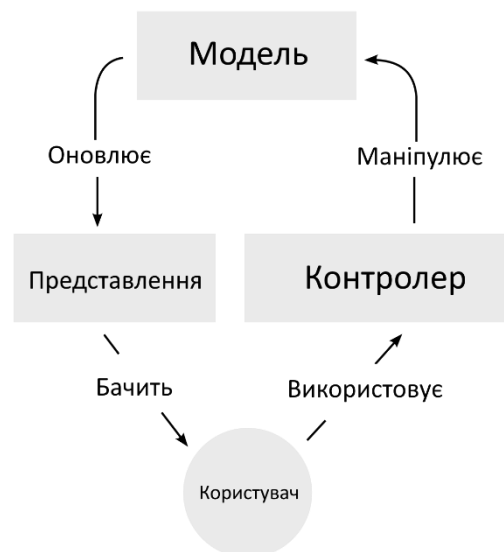 Модель
Оновлює
Маніпулює
Представлення
Контролер
Бачить
Використовує
Користувач